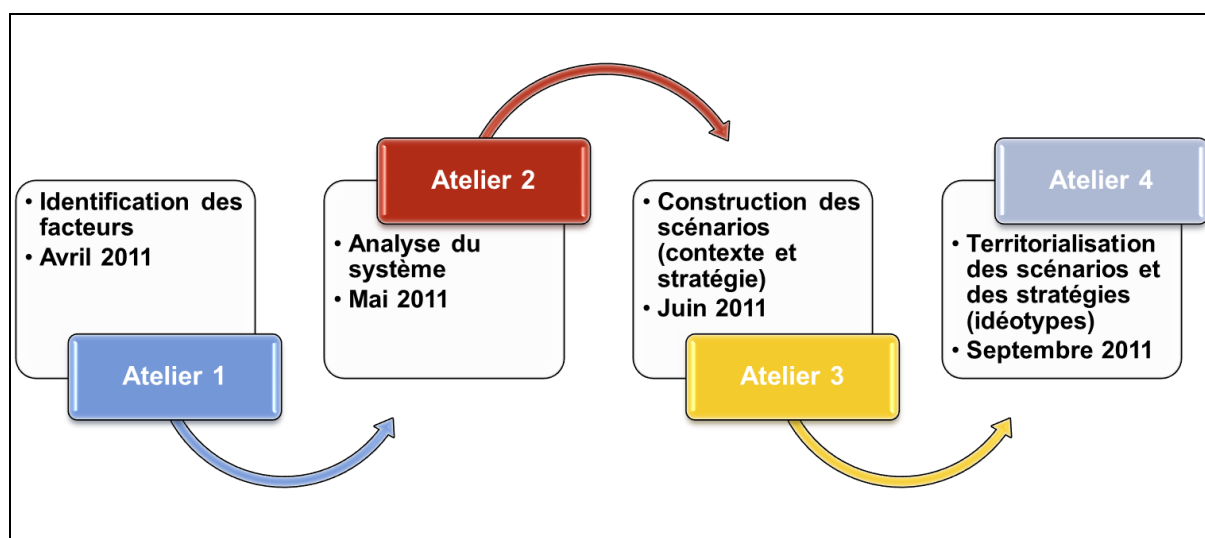 • Identification des
facteurs
• Avril 2011
Atelier 1
Atelier 2
• Analyse du
système
• Mai 2011
• Construction des
scénarios
(contexte et
stratégie)
• Juin 2011
Atelier 3
Atelier 4
• Territorialisation
des scénarios et
des stratégies
(idéotypes)
• Septembre 2011